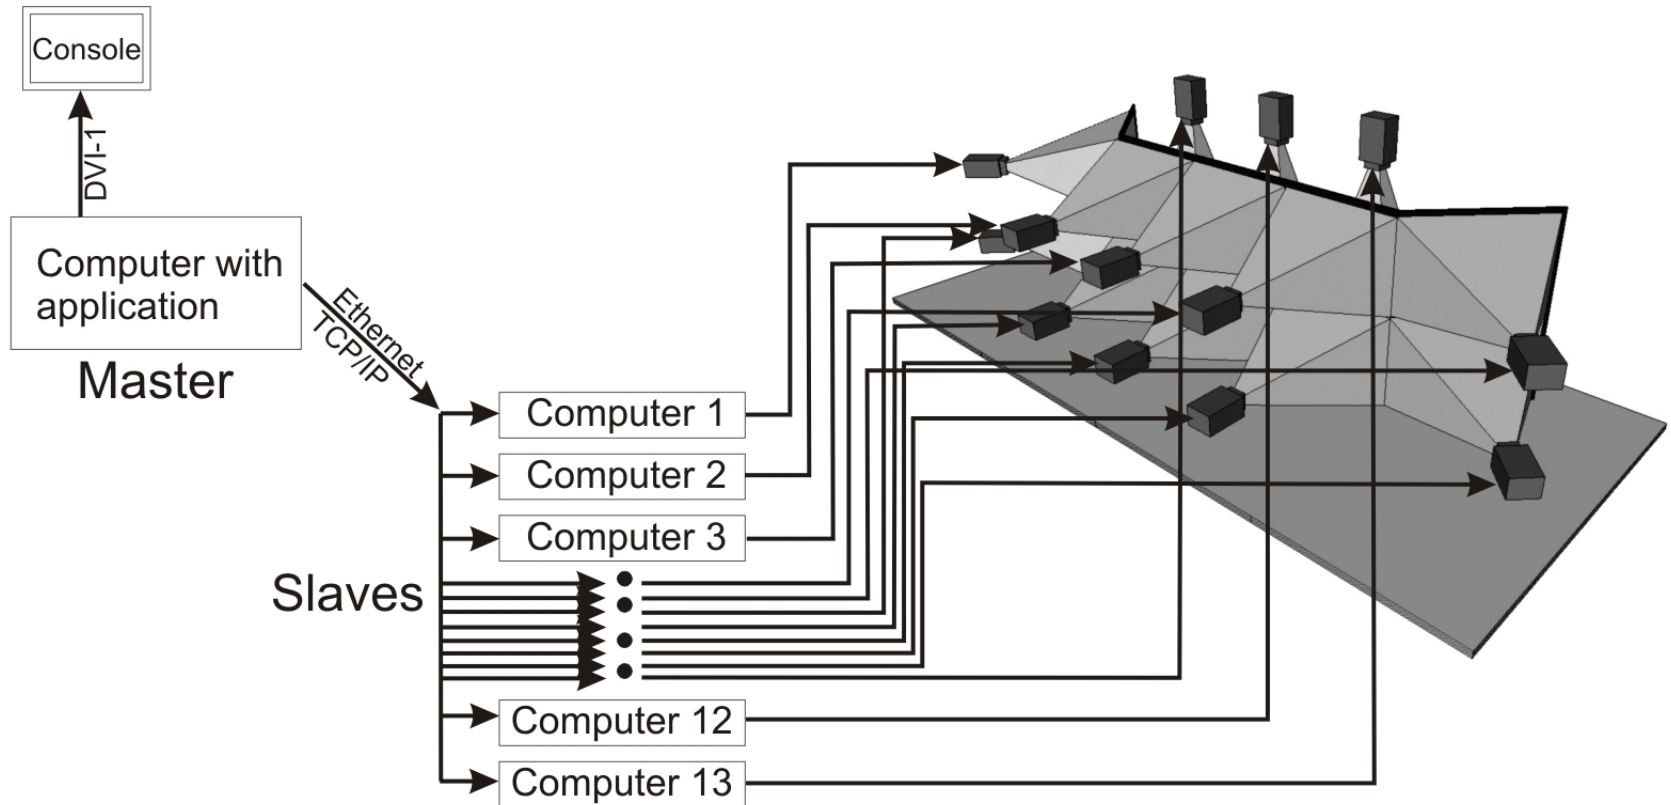 Console
DVI-1
Computer with
application
Master
Ethernet
TCP/IP
Computer 1
Computer 2
Computer 3
Slaves
Computer 12
Computer 13